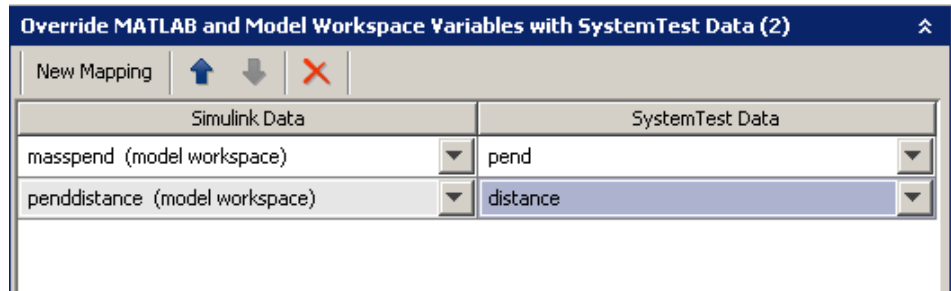 Override MATLAB and Model Workspace Variables with SystemTest Data (2)
New Mapping
Simulink Data SystemTest Data
masspend (model workspace) pend
penddistance (model workspace) distance